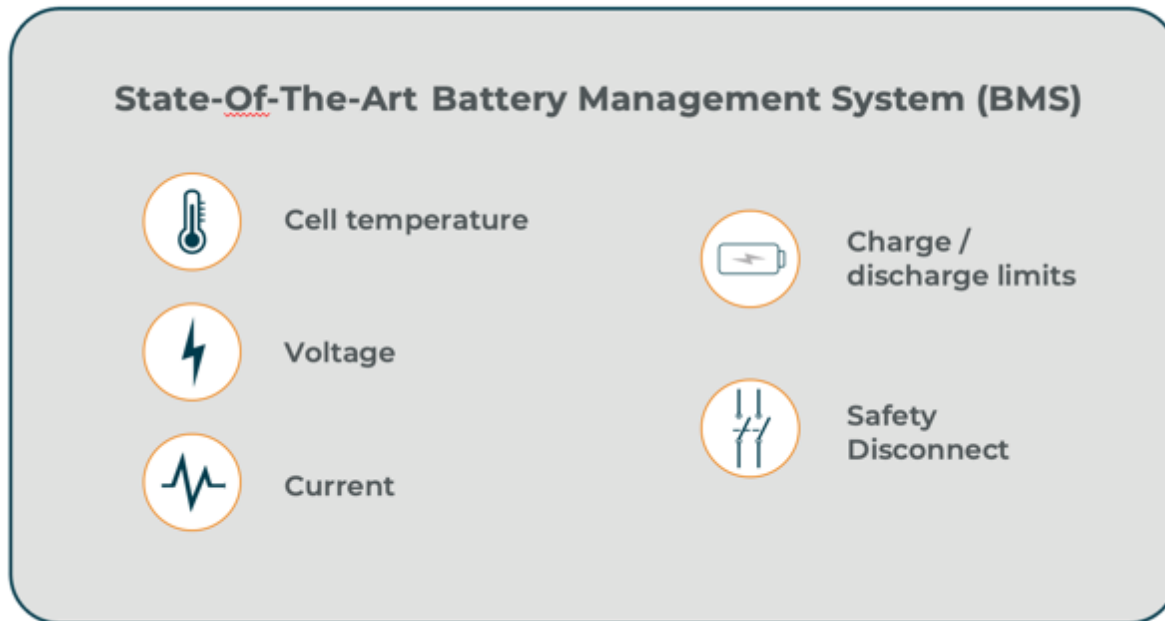 State-Of-The-Art Battery Management System (BMS)
Cell temperature
Voltage
Current
Charge /
discharge limits
Safety
Disconnect